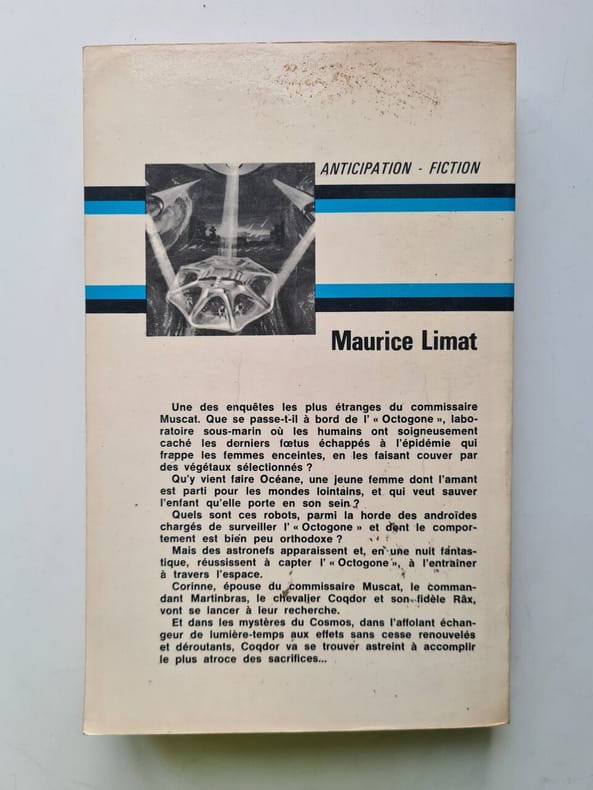 ANTICIPATION - FICTION
Maurice Limat
Une des enquêtes les plus étranges du commissaire
Muscat. Que se passe-t-il à bord de l' « Octogone », labo-
ratoire sous-marin où les humains ont soigneusement
caché les derniers fœtus échappés à l'épidémie qui
frappe les femmes enceintes, en les faisant couver par
des végétaux sélectionnés ?
Qu'y vient faire Océane, une jeune femme dont l'amant
est parti pour les mondes lointains, et qui veut sauver
l'enfant qu'elle porte en son sein ?
Quels sont ces robots, parmi la horde des androïdes
chargés de surveiller l' « Octogone » et dont le compor-
tement est bien peu orthodoxe ?
Mais des astronefs apparaissent et, en une nuit fantas-
tique, réussissent à capter l' « Octogone », à l'entraîner
à travers l'espace.
Corinne, épouse du commissaire Muscat, le comman-
dant Martinbras, le chevalier Coqdor et son fidèle Râx,
vont se lancer à leur recherche.
Et dans les mystères du Cosmos, dans l'affolant échan-
geur de lumière-temps aux effets sans cesse renouvelés
et déroutants, Coqdor va se trouver astreint à accomplir
le plus atroce des sacrifices...